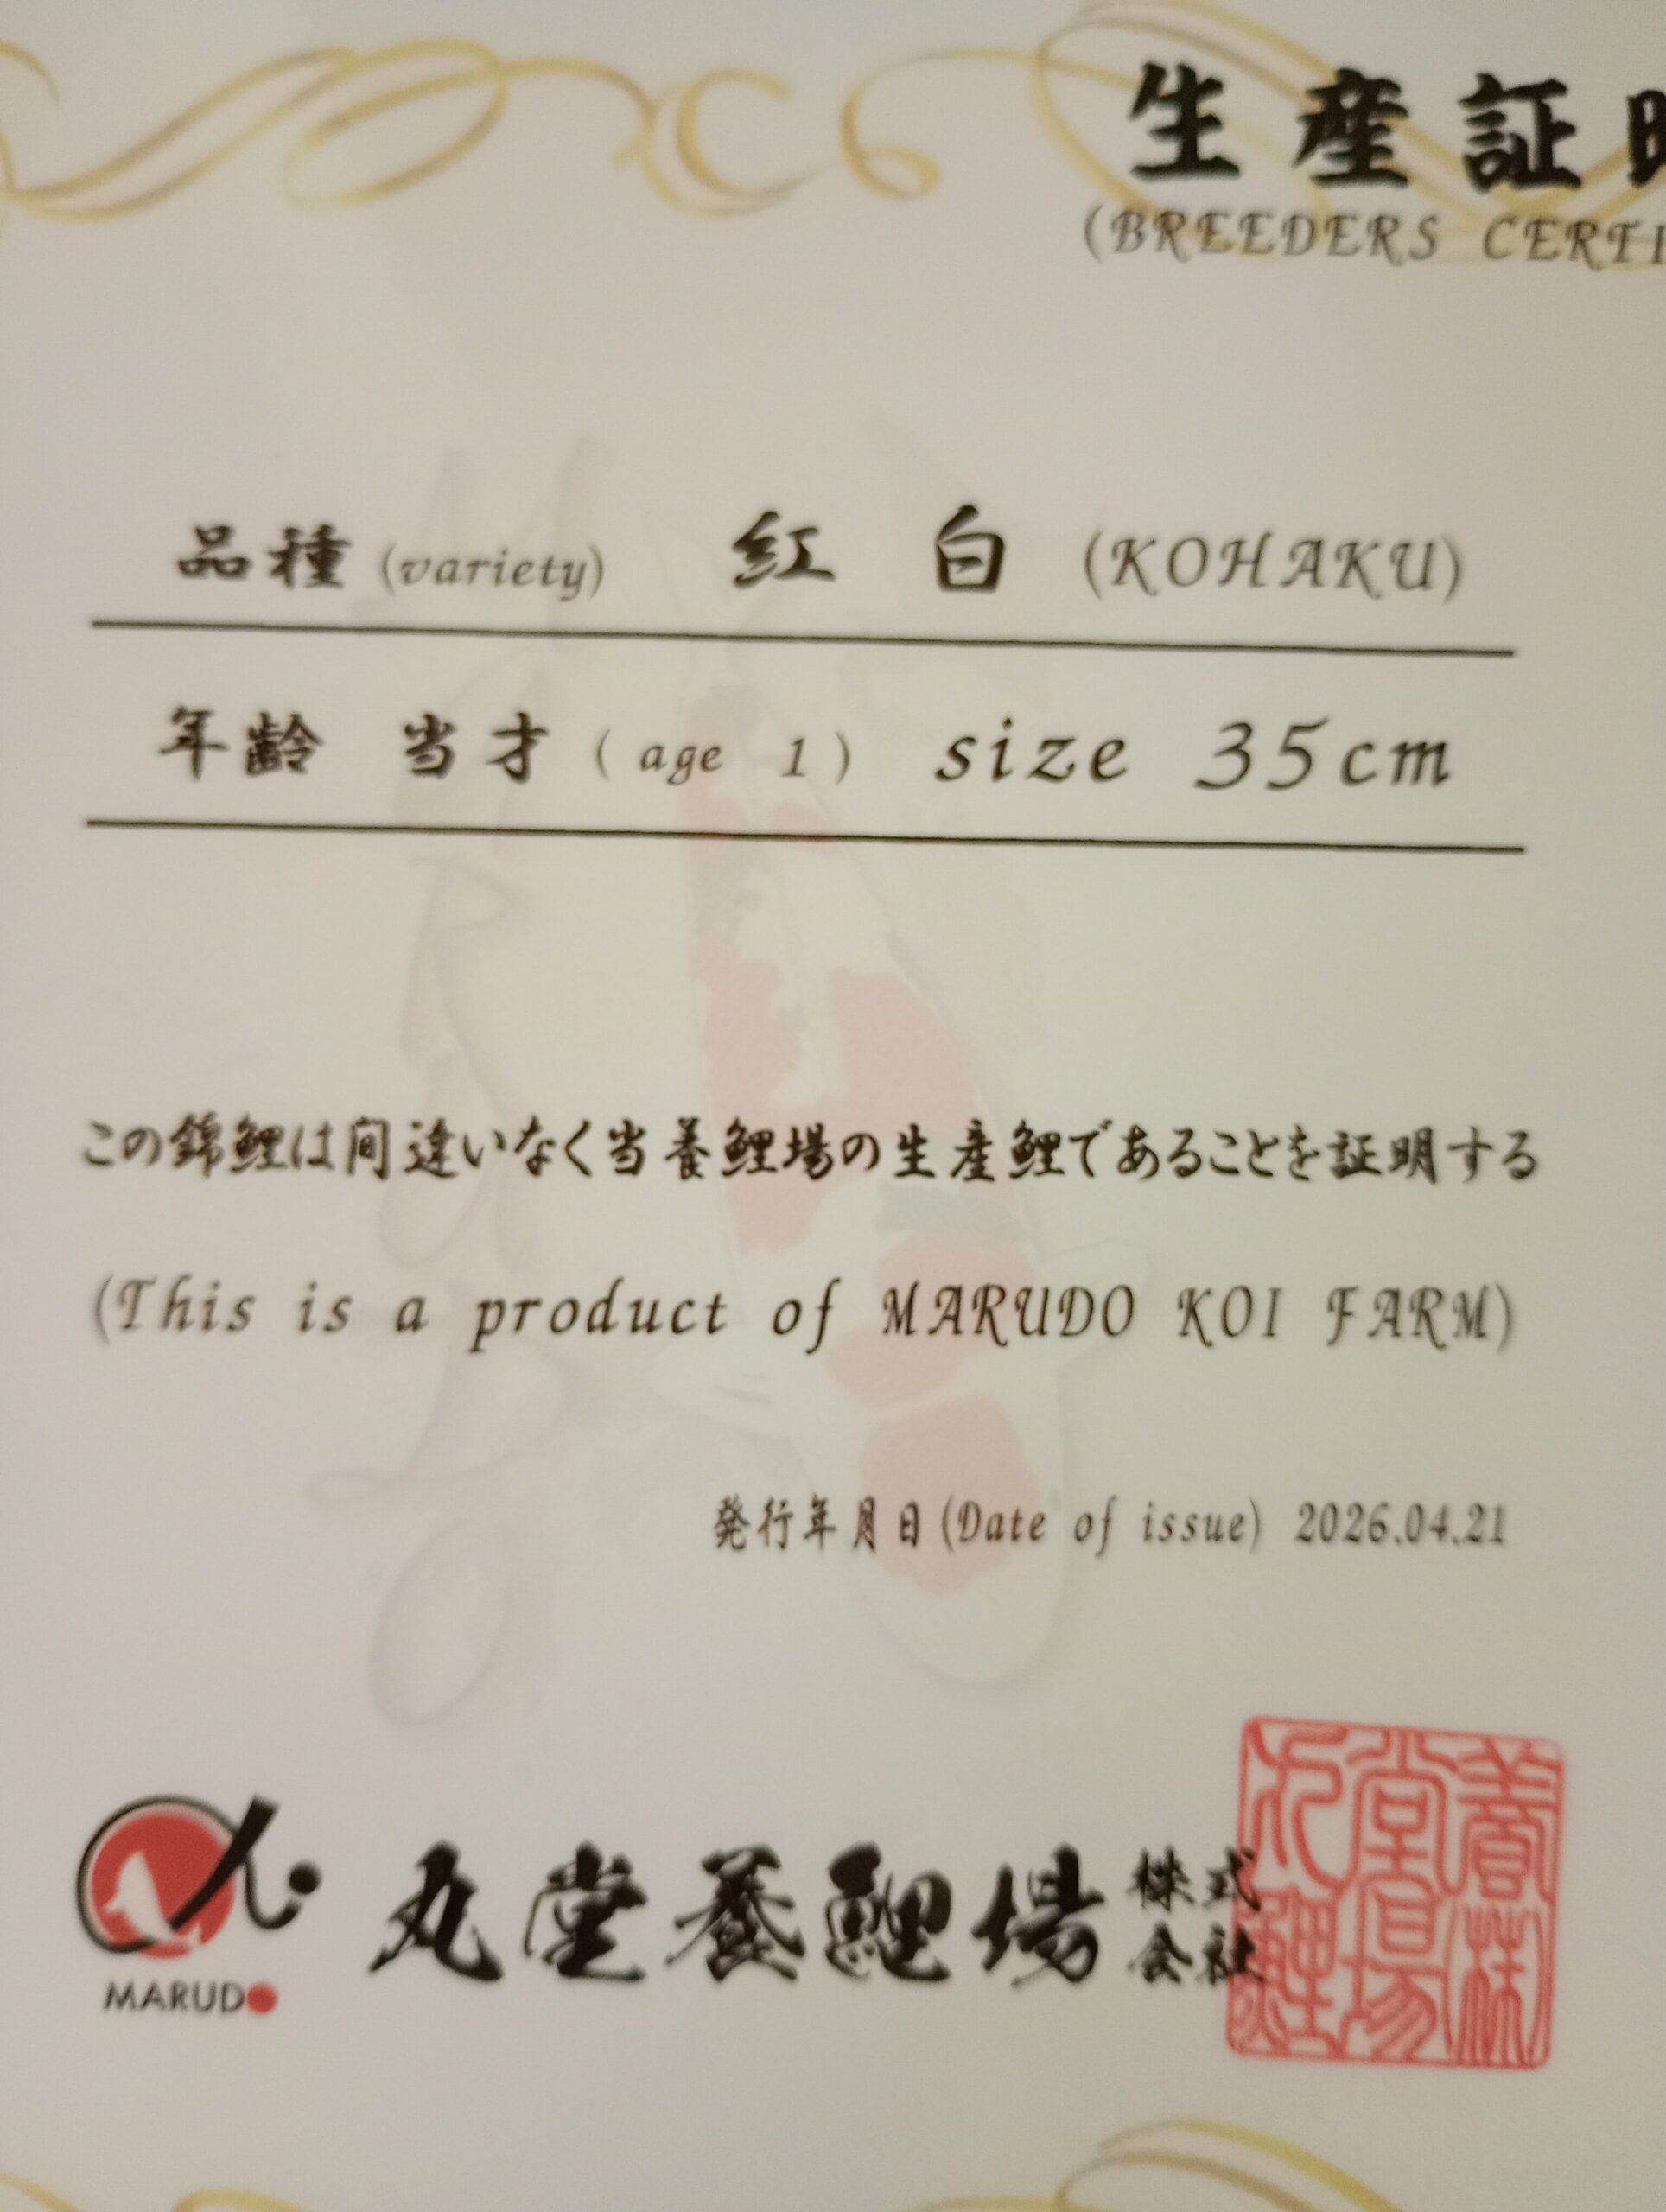 生産証明
(BREEDERS CERTI
品種 (variety) 紅 白 (KOHAKU)
年齢 当才 ( age 1 ) size 35cm
この錦鯉は間違いなく当養鯉場の生産鯉であることを証明する
(This is a product of MARUDO KOI FARM)
発行年月日(Date of issue) 2026.04.21
丸堂養鯉場 株式会社
MARUDO
MARUDO